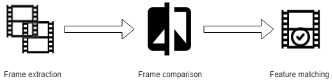 Frame extraction
Frame comparison
Feature matching